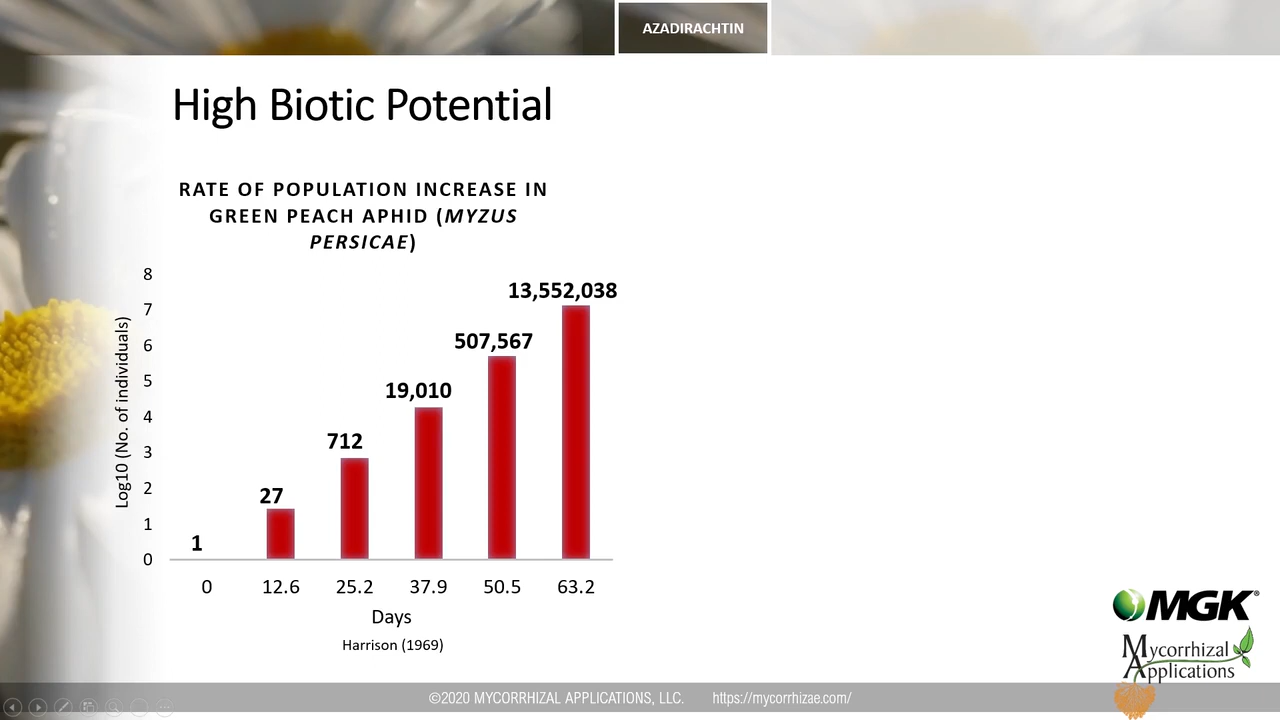 AZADIRACHTIN
High Biotic Potential
RATE OF POPULATION INCREASE IN
GREEN PEACH APHID (MYZUS
PERSICAE)
8
7
6
5
4
3
2
1
0
Log10 (No. of individuals)
1
27
712
19,010
507,567
13,552,038
0 12.6 25.2 37.9 50.5 63.2
Days
Harrison (1969)
MGK®
Mycorrhizal
Applications
©2020 MYCORRHIZAL APPLICATIONS, LLC. https://mycorrhizae.com/